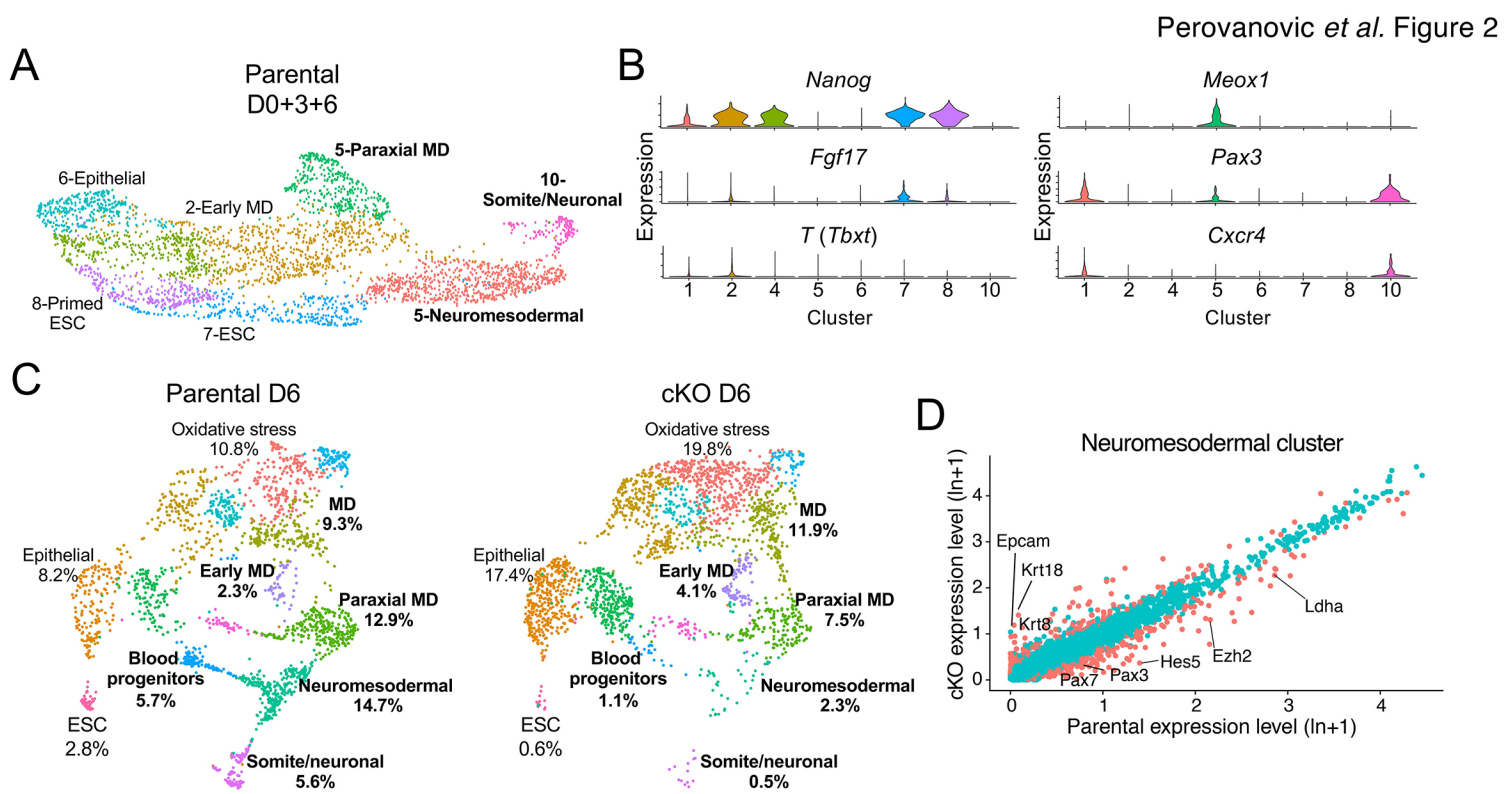 Perovanovic et al. Figure 2
A
Parental
D0+3+6
5-Paraxial MD
6-Epithelial
10-
Somite/Neuronal
2-Early MD
8-Primed
ESC
7-ESC
5-Neuromesodermal
B
Expression
Nanog
Fgf17
T (Tbxt)
1 2 4 5 6 7 8 10
Cluster
Expression
Meox1
Pax3
Cxcr4
1 2 4 5 6 7 8 10
Cluster
C
Parental D6
Oxidative stress
10.8%
MD
9.3%
Epithelial
8.2%
Early MD
2.3%
Paraxial MD
12.9%
Blood
progenitors
5.7%
Neuromesodermal
14.7%
ESC
2.8%
Somite/neuronal
5.6%
cKO D6
Oxidative stress
19.8%
MD
11.9%
Epithelial
17.4%
Early MD
4.1%
Paraxial MD
7.5%
Blood
progenitors
1.1%
Neuromesodermal
2.3%
ESC
0.6%
Somite/neuronal
0.5%
D
Neuromesodermal cluster
cKO expression level (ln+1)
4
3
2
1
0
Epcam
Krt18
Krt8
Ldha
Ezh2
Hes5
Pax3
Pax7
0 1 2 3 4
Parental expression level (ln+1)